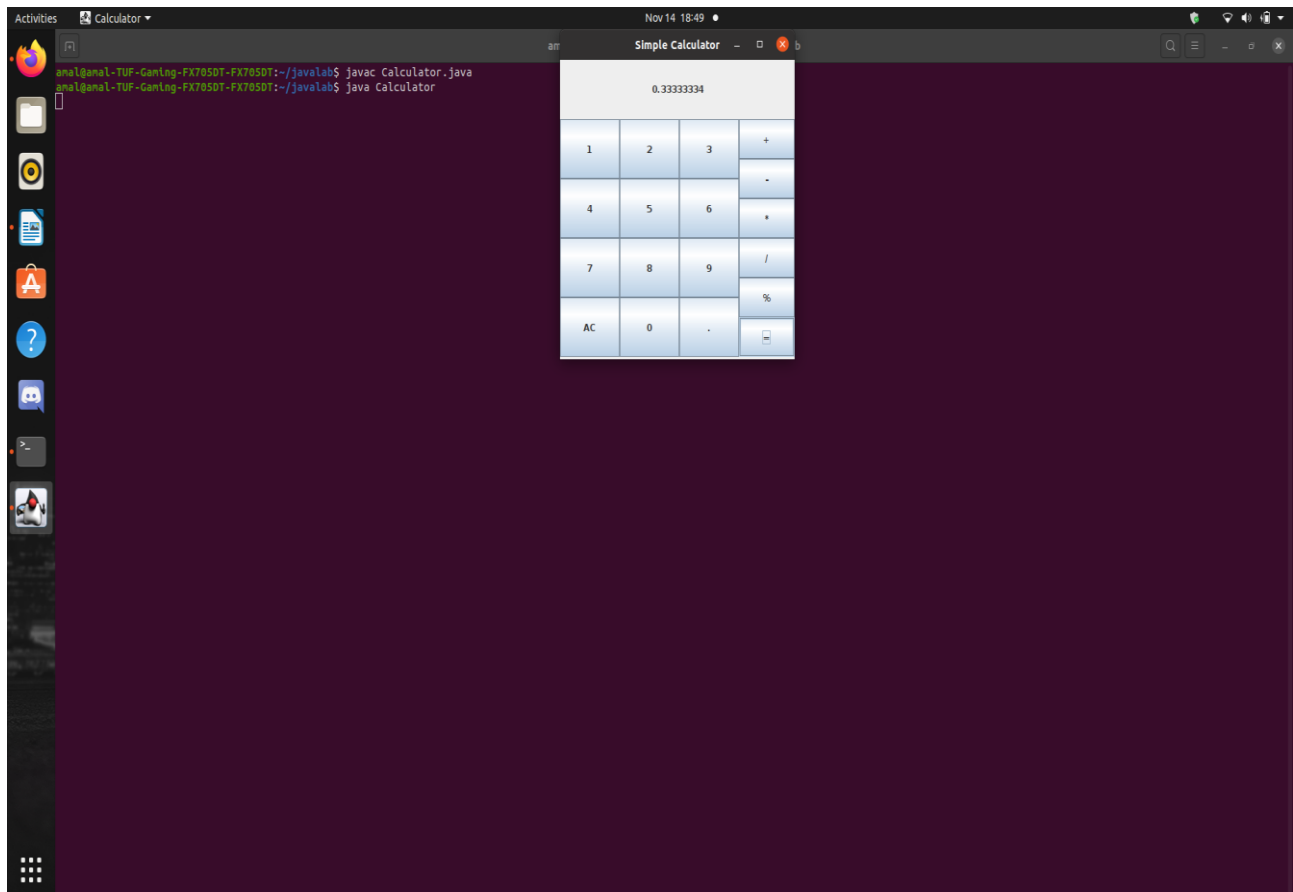 Activities Calculator Nov 14 18:49
am Simple Calculator b
amal@amal-TUF-Gaming-FX705DT-FX705DT:~/javalab$ javac Calculator.java
amal@amal-TUF-Gaming-FX705DT-FX705DT:~/javalab$ java Calculator
0.33333334
1 2 3 +
-
4 5 6 *
7 8 9 /
%
AC 0 . =